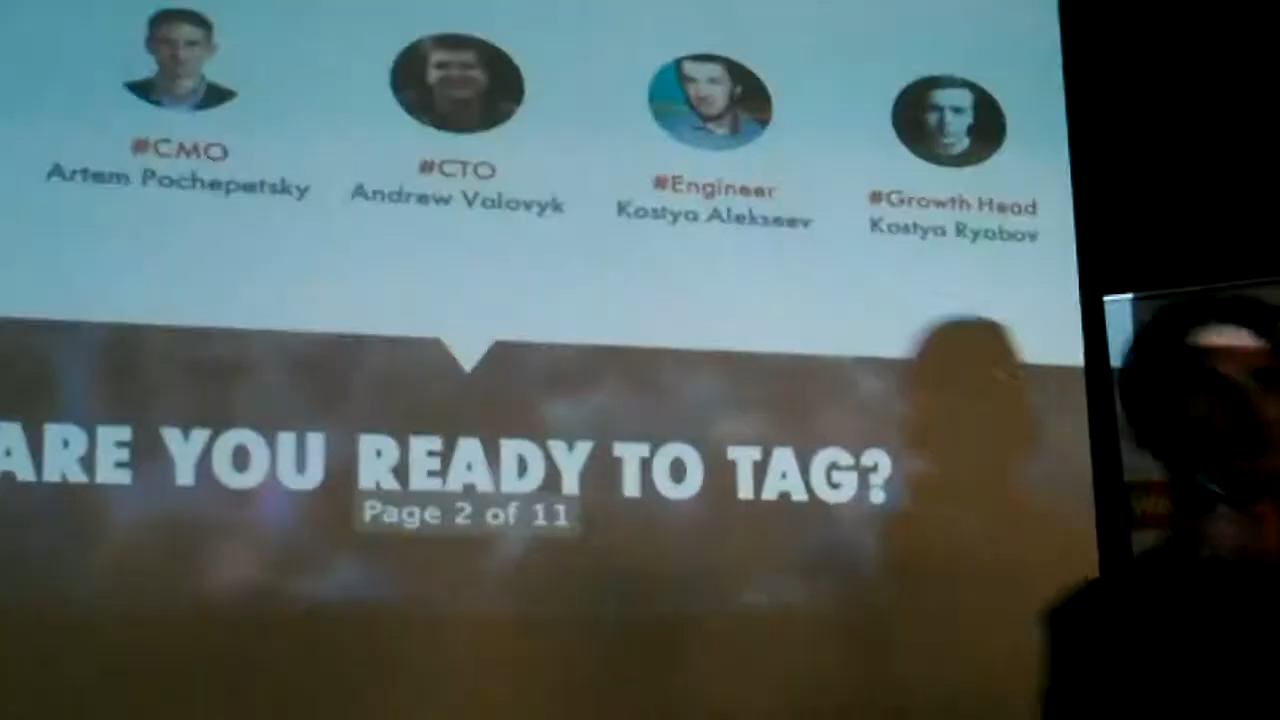 #CMO
Artem Pochepetsky
#CTO
Andrew Valovyk
#Engineer
Kostya Alekseev
#Growth Head
Kostya Ryabov
ARE YOU READY TO TAG?
Page 2 of 11